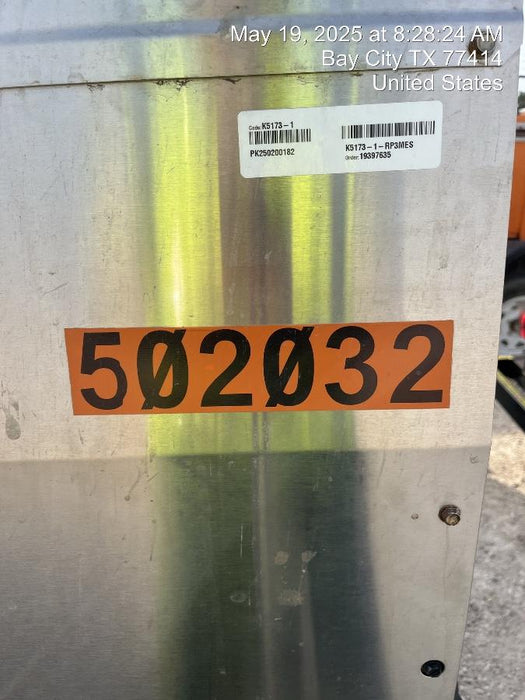 May 19, 2025 at 8:28:24 AM
Bay City TX 77414
United States
Code: K5173-1
PK250200182
K5173-1-RP3MES
Order: 19397635
5Ø2Ø32